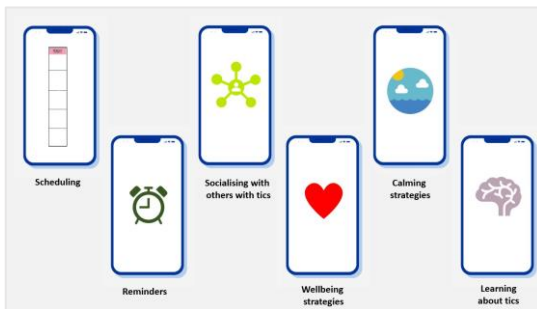 Scheduling
Reminders
Socialising with
others with tics
Wellbeing
strategies
Calming
strategies
Learning
about tics